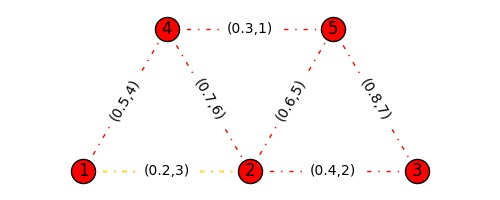 4 (0.3,1) 5
(0.5,4) (0.7,6) (0.6,5) (0.8,7)
1 (0.2,3) 2 (0.4,2) 3